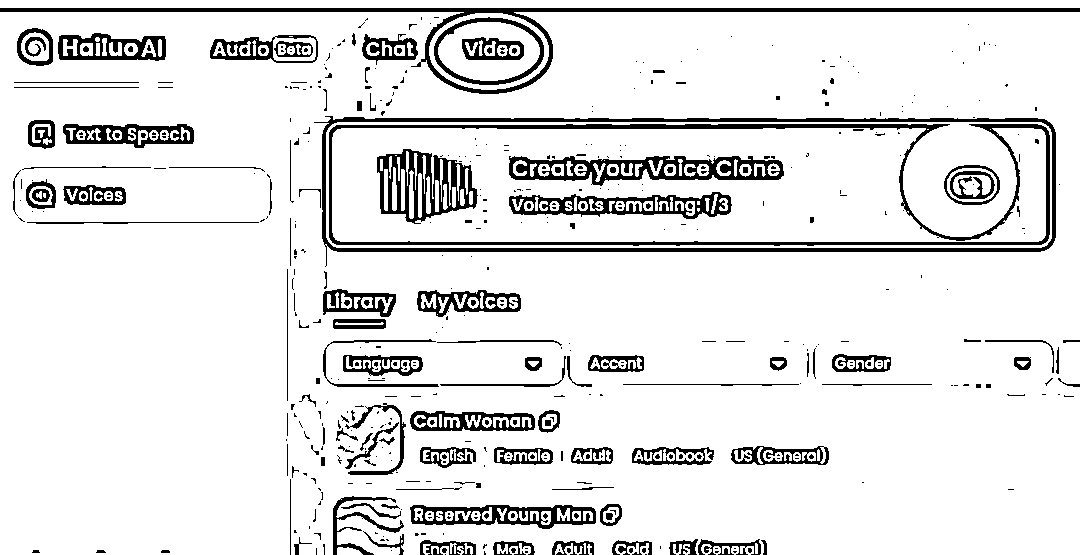 Hailuo AI
Audio Beta
Chat
Video
Text to Speech
Voices
Create your Voice Clone
Voice slots remaining: 1/3
Library
My Voices
Language
Accent
Gender
Calm Woman
English Female Adult Audiobook US (General)
Reserved Young Man
English Male Adult Cold US (General)